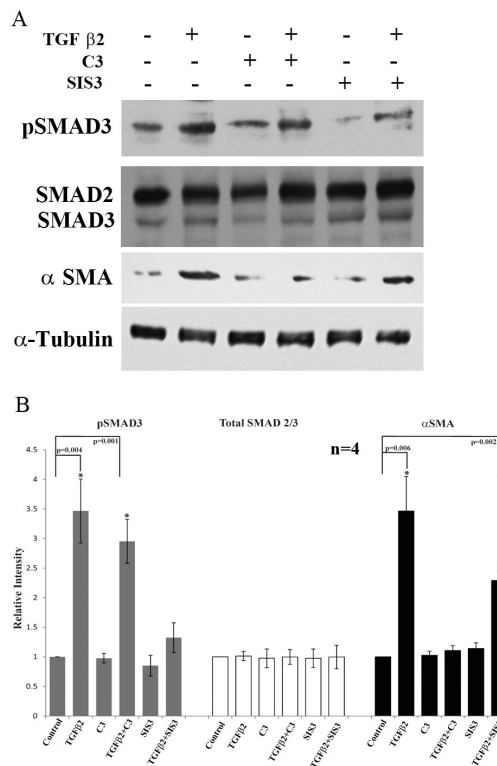 A
TGF β2 - + - + - +
C3 - - + + - -
SIS3 - - - - + +
pSMAD3
SMAD2
SMAD3
α SMA
α-Tubulin
B
pSMAD3 Total SMAD 2/3 αSMA
n=4
p=0.001 p=0.002
p=0.004 p=0.006
* * *
Relative Intensity
4.5
4
3.5
3
2.5
2
1.5
1
0.5
0
Control TGFβ2 C3 TGFβ2+C3 SIS3 TGFβ2+SIS3 Control TGFβ2 C3 TGFβ2+C3 SIS3 TGFβ2+SIS3 Control TGFβ2 C3 TGFβ2+C3 SIS3 TGFβ2+SIS3